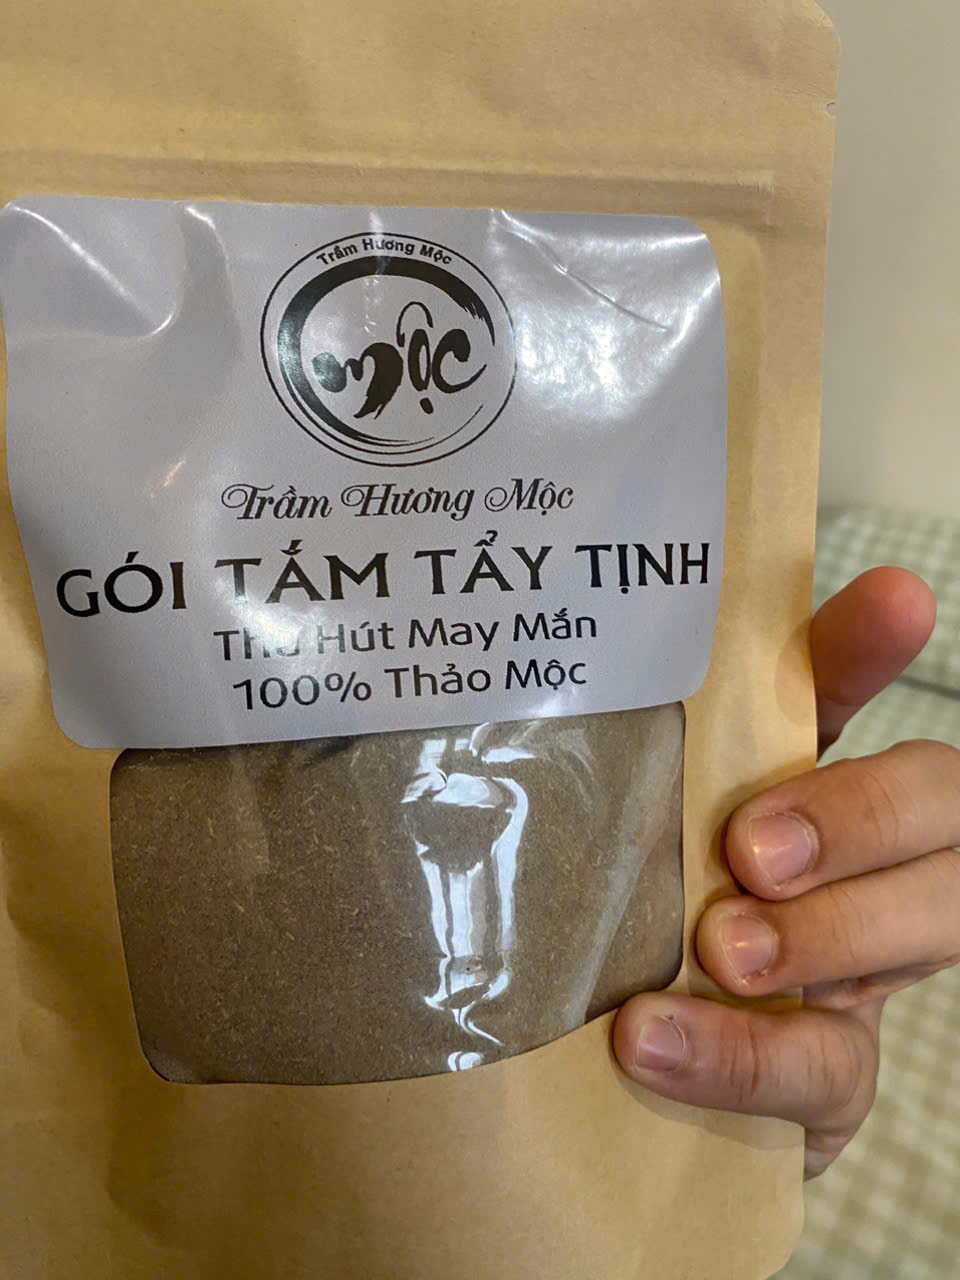 Trầm Hương Mộc
mộc
Trầm Hương Mộc
GÓI TẮM TẨY TỊNH
Thu Hút May Mắn
100% Thảo Mộc